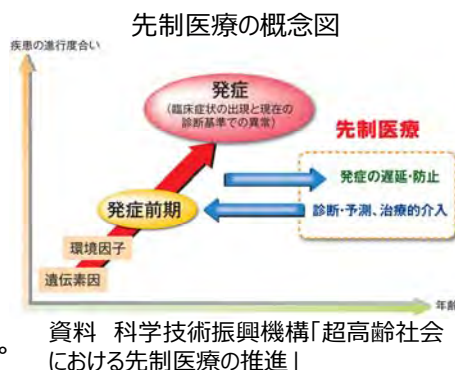 先制医療の概念図
疾患の進行度合い
発症
（臨床症状の出現と現在の
診断基準での異常）
先制医療
発症の遅延・防止
発症前期
診断・予測、治療的介入
環境因子
遺伝素因
年齢
。
資料 科学技術振興機構「超高齢社会
における先制医療の推進」